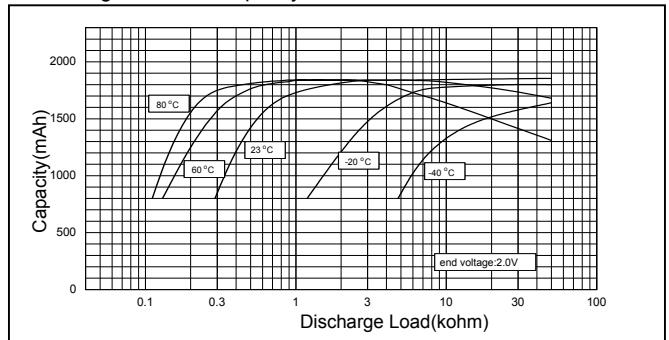 2000
1500
1000
500
0
Capacity(mAh)
80 °C
60 °C
23 °C
-20 °C
-40 °C
end voltage:2.0V
0.1 0.3 1 3 10 30 100
Discharge Load(kohm)